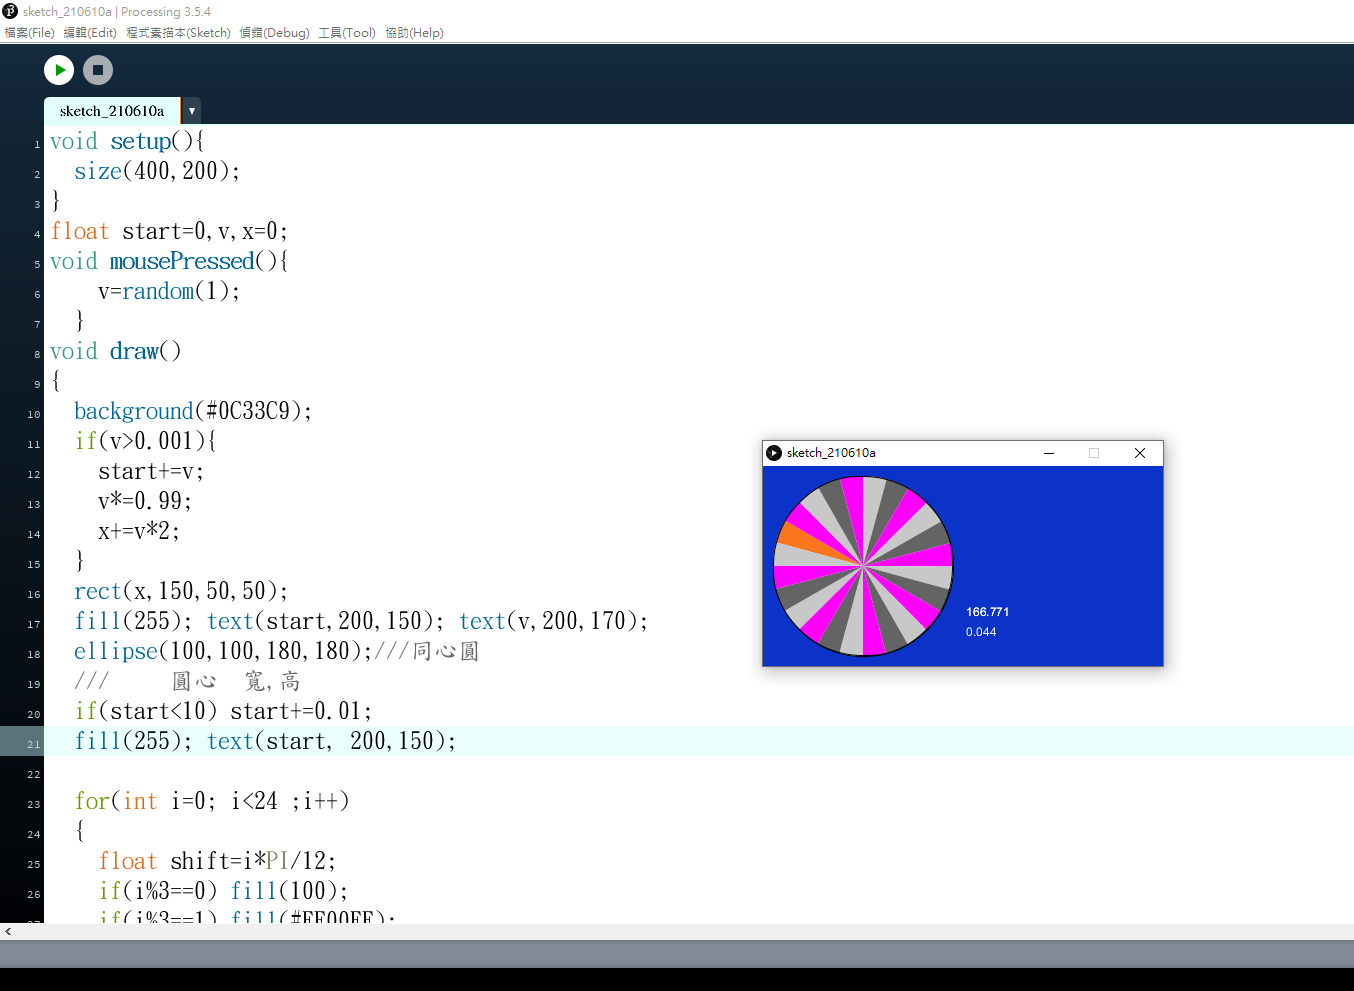 sketch_210610a | Processing 3.5.4
檔案(File) 編輯(Edit) 程式素描本(Sketch) 偵錯(Debug) 工具(Tool) 協助(Help)
sketch_210610a ▼
1 void setup(){
2   size(400,200);
3 }
4 float start=0,v,x=0;
5 void mousePressed(){
6     v=random(1);
7   }
8 void draw()
9 {
10   background(#0C33C9);
11   if(v>0.001){
12     start+=v;
13     v*=0.99;
14     x+=v*2;
15   }
16   rect(x,150,50,50);
17   fill(255); text(start,200,150); text(v,200,170);
18   ellipse(100,100,180,180);///同心圓
19   ///     圓心  寬,高
20   if(start<10) start+=0.01;
21   fill(255); text(start, 200,150);
22
23   for(int i=0; i<24 ;i++)
24   {
25     float shift=i*PI/12;
26     if(i%3==0) fill(100);
27     if(i%3==1) fill(#FF00FF);
sketch_210610a
166.771
0.044